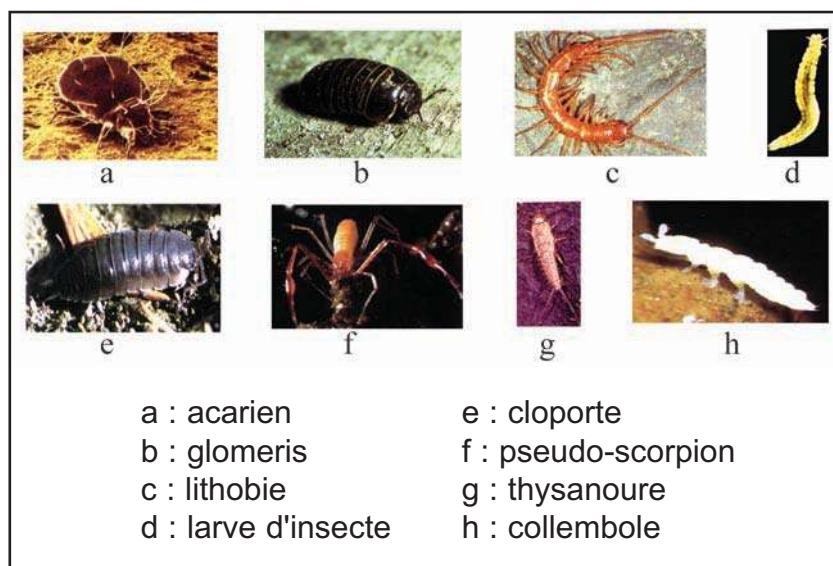 a
b
c
d
e
f
g
h
a : acarien
b : glomeris
c : lithobie
d : larve d'insecte
e : cloporte
f : pseudo-scorpion
g : thysanoure
h : collembole